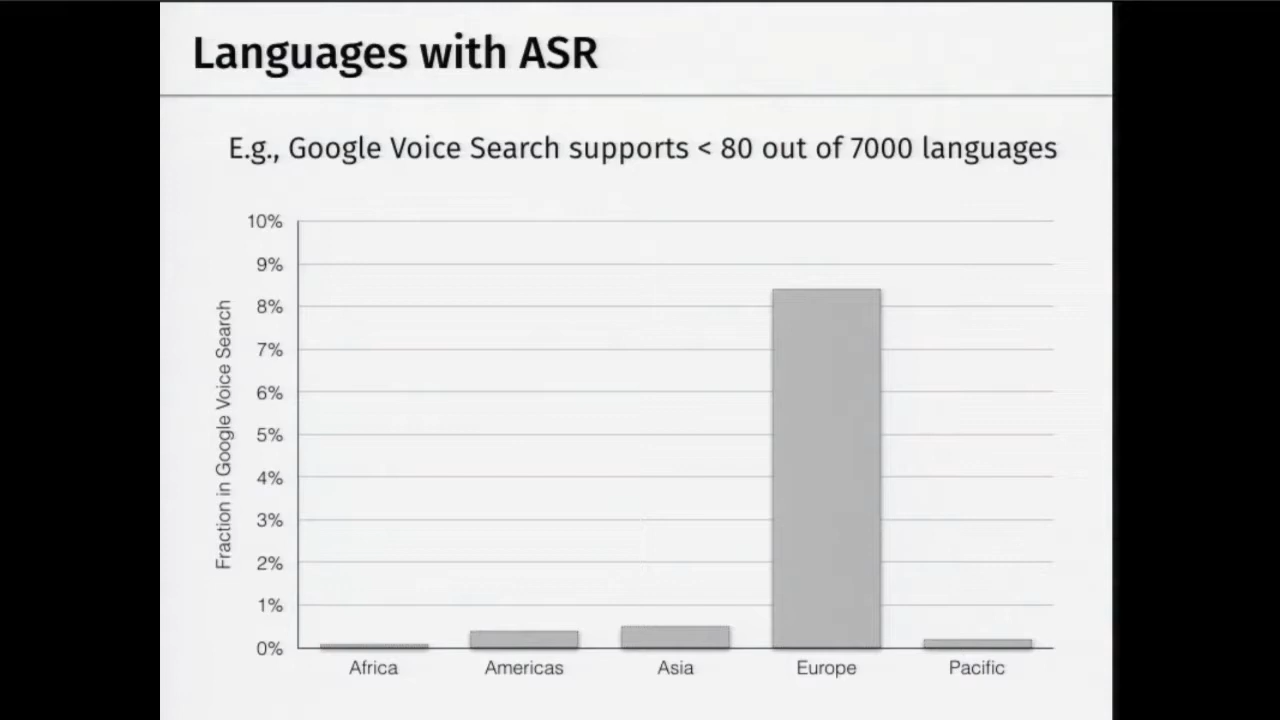 Languages with ASR
E.g., Google Voice Search supports < 80 out of 7000 languages
Fraction in Google Voice Search
10%
9%
8%
7%
6%
5%
4%
3%
2%
1%
0%
Africa
Americas
Asia
Europe
Pacific